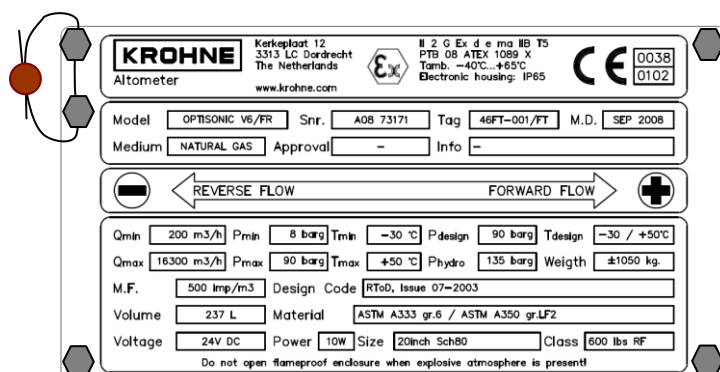 KROHNE
Altometer
Kerkeplaat 12
3313 LC Dordrecht
The Netherlands
www.krohne.com
Ex
II 2 G Ex d e ma IIB T5
PTB 08 ATEX 1089 X
Tamb. -40℃...+65℃
Electronic housing: IP65
CE 0038
0102
Model OPTISONIC V6/FR Snr. A08 73171 Tag 46FT-001/FT M.D. SEP 2008
Medium NATURAL GAS Approval - Info -
REVERSE FLOW FORWARD FLOW
Qmin 200 m3/h Pmin 8 barg Tmin -30 ℃ Pdesign 90 barg Tdesign -30 / +50℃
Qmax 16300 m3/h Pmax 90 barg Tmax +50 ℃ Phydro 135 barg Weigth ±1050 kg.
M.F. 500 imp/m3 Design Code RToD, Issue 07-2003
Volume 237 L Material ASTM A333 gr.6 / ASTM A350 gr.LF2
Voltage 24V DC Power 10W Size 20inch Sch80 Class 600 lbs RF
Do not open flameproof enclosure when explosive atmosphere is present!